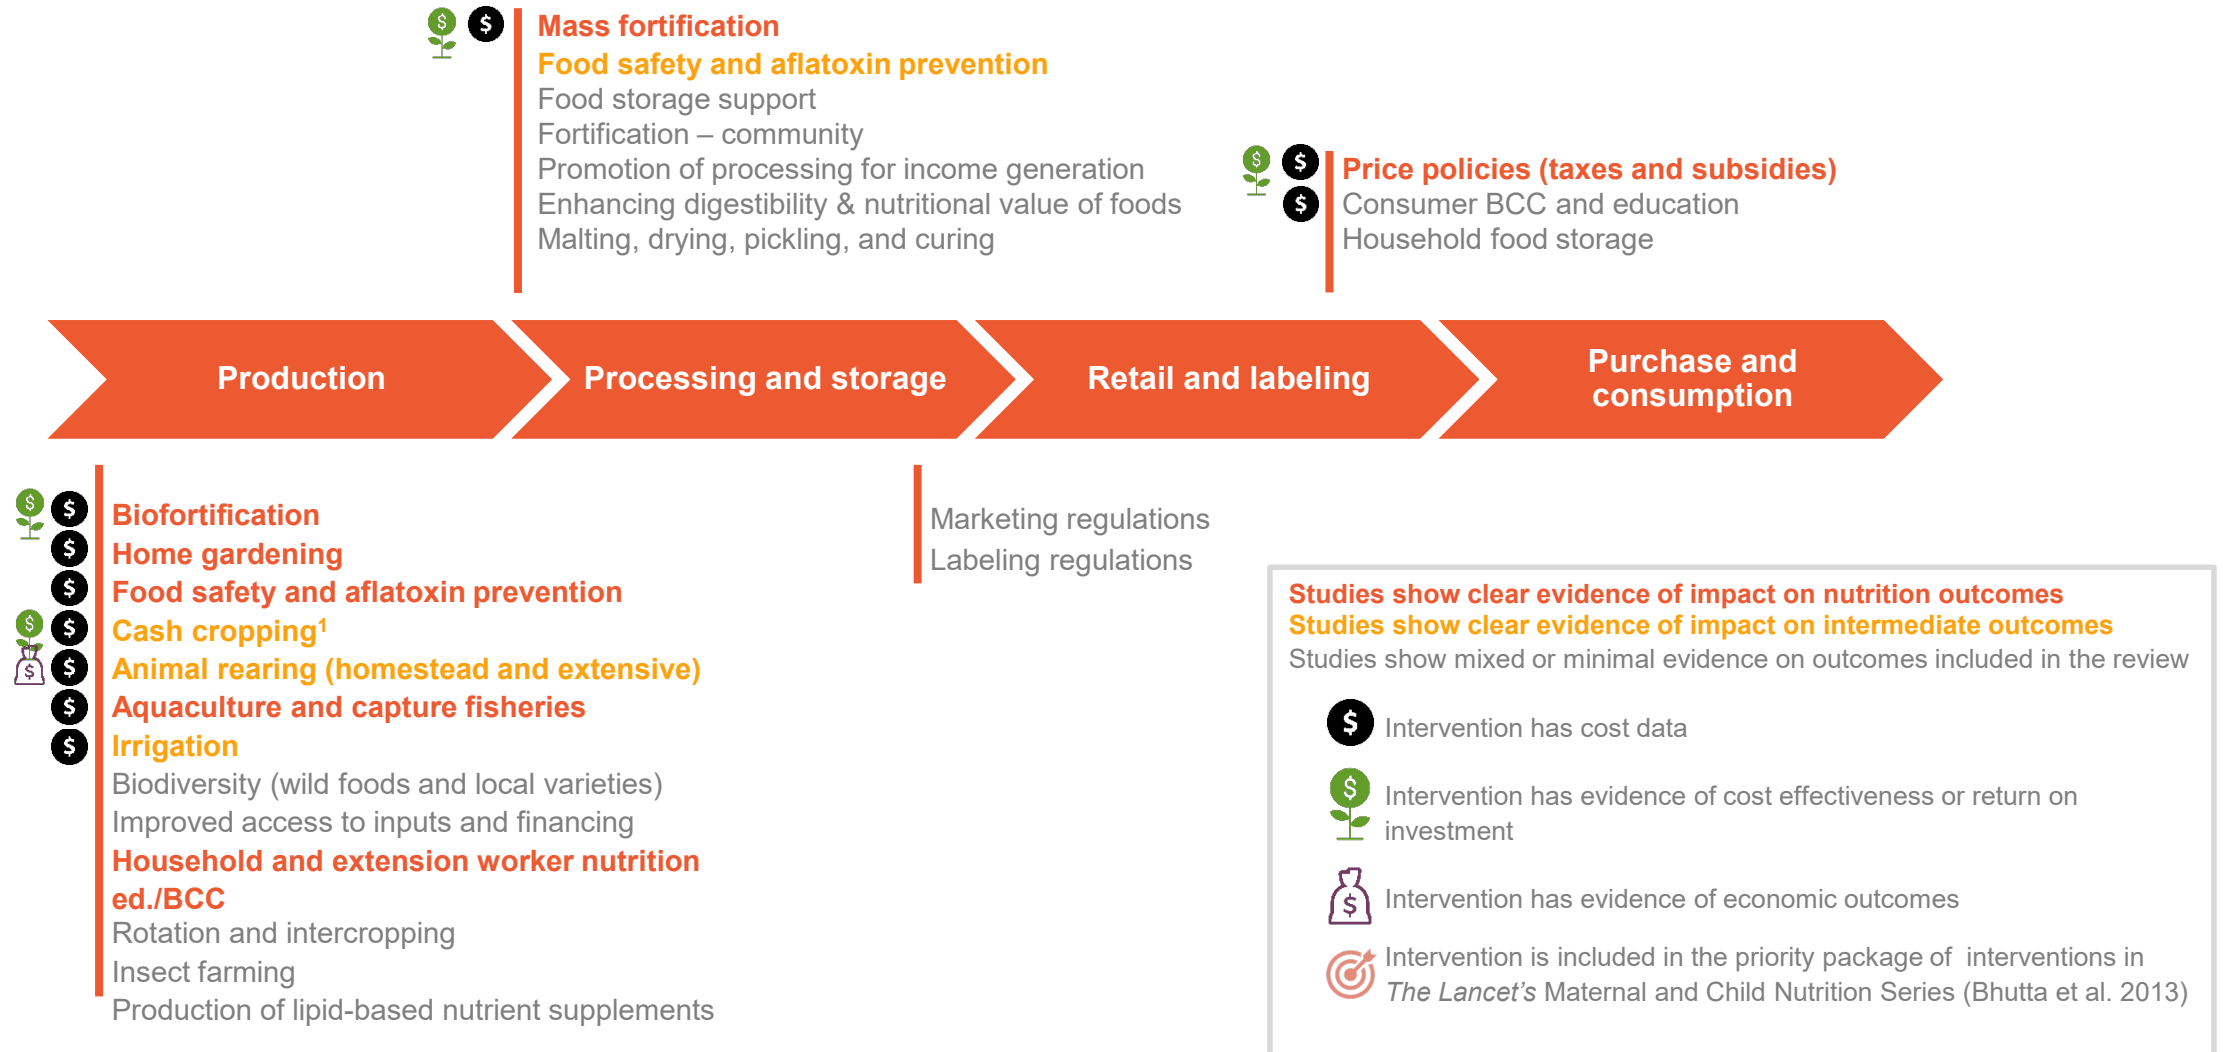 Mass fortification
Food safety and aflatoxin prevention
Food storage support
Fortification – community
Promotion of processing for income generation
Enhancing digestibility & nutritional value of foods
Malting, drying, pickling, and curing
Price policies (taxes and subsidies)
Consumer BCC and education
Household food storage
Production
Processing and storage
Retail and labeling
Purchase and
consumption
Biofortification
Home gardening
Food safety and aflatoxin prevention
Cash cropping¹
Animal rearing (homestead and extensive)
Aquaculture and capture fisheries
Irrigation
Biodiversity (wild foods and local varieties)
Improved access to inputs and financing
Household and extension worker nutrition
ed./BCC
Rotation and intercropping
Insect farming
Production of lipid-based nutrient supplements
Marketing regulations
Labeling regulations
Studies show clear evidence of impact on nutrition outcomes
Studies show clear evidence of impact on intermediate outcomes
Studies show mixed or minimal evidence on outcomes included in the review
$ Intervention has cost data
$ Intervention has evidence of cost effectiveness or return on
investment
$ Intervention has evidence of economic outcomes
Intervention is included in the priority package of interventions in
The Lancet’s Maternal and Child Nutrition Series (Bhutta et al. 2013)